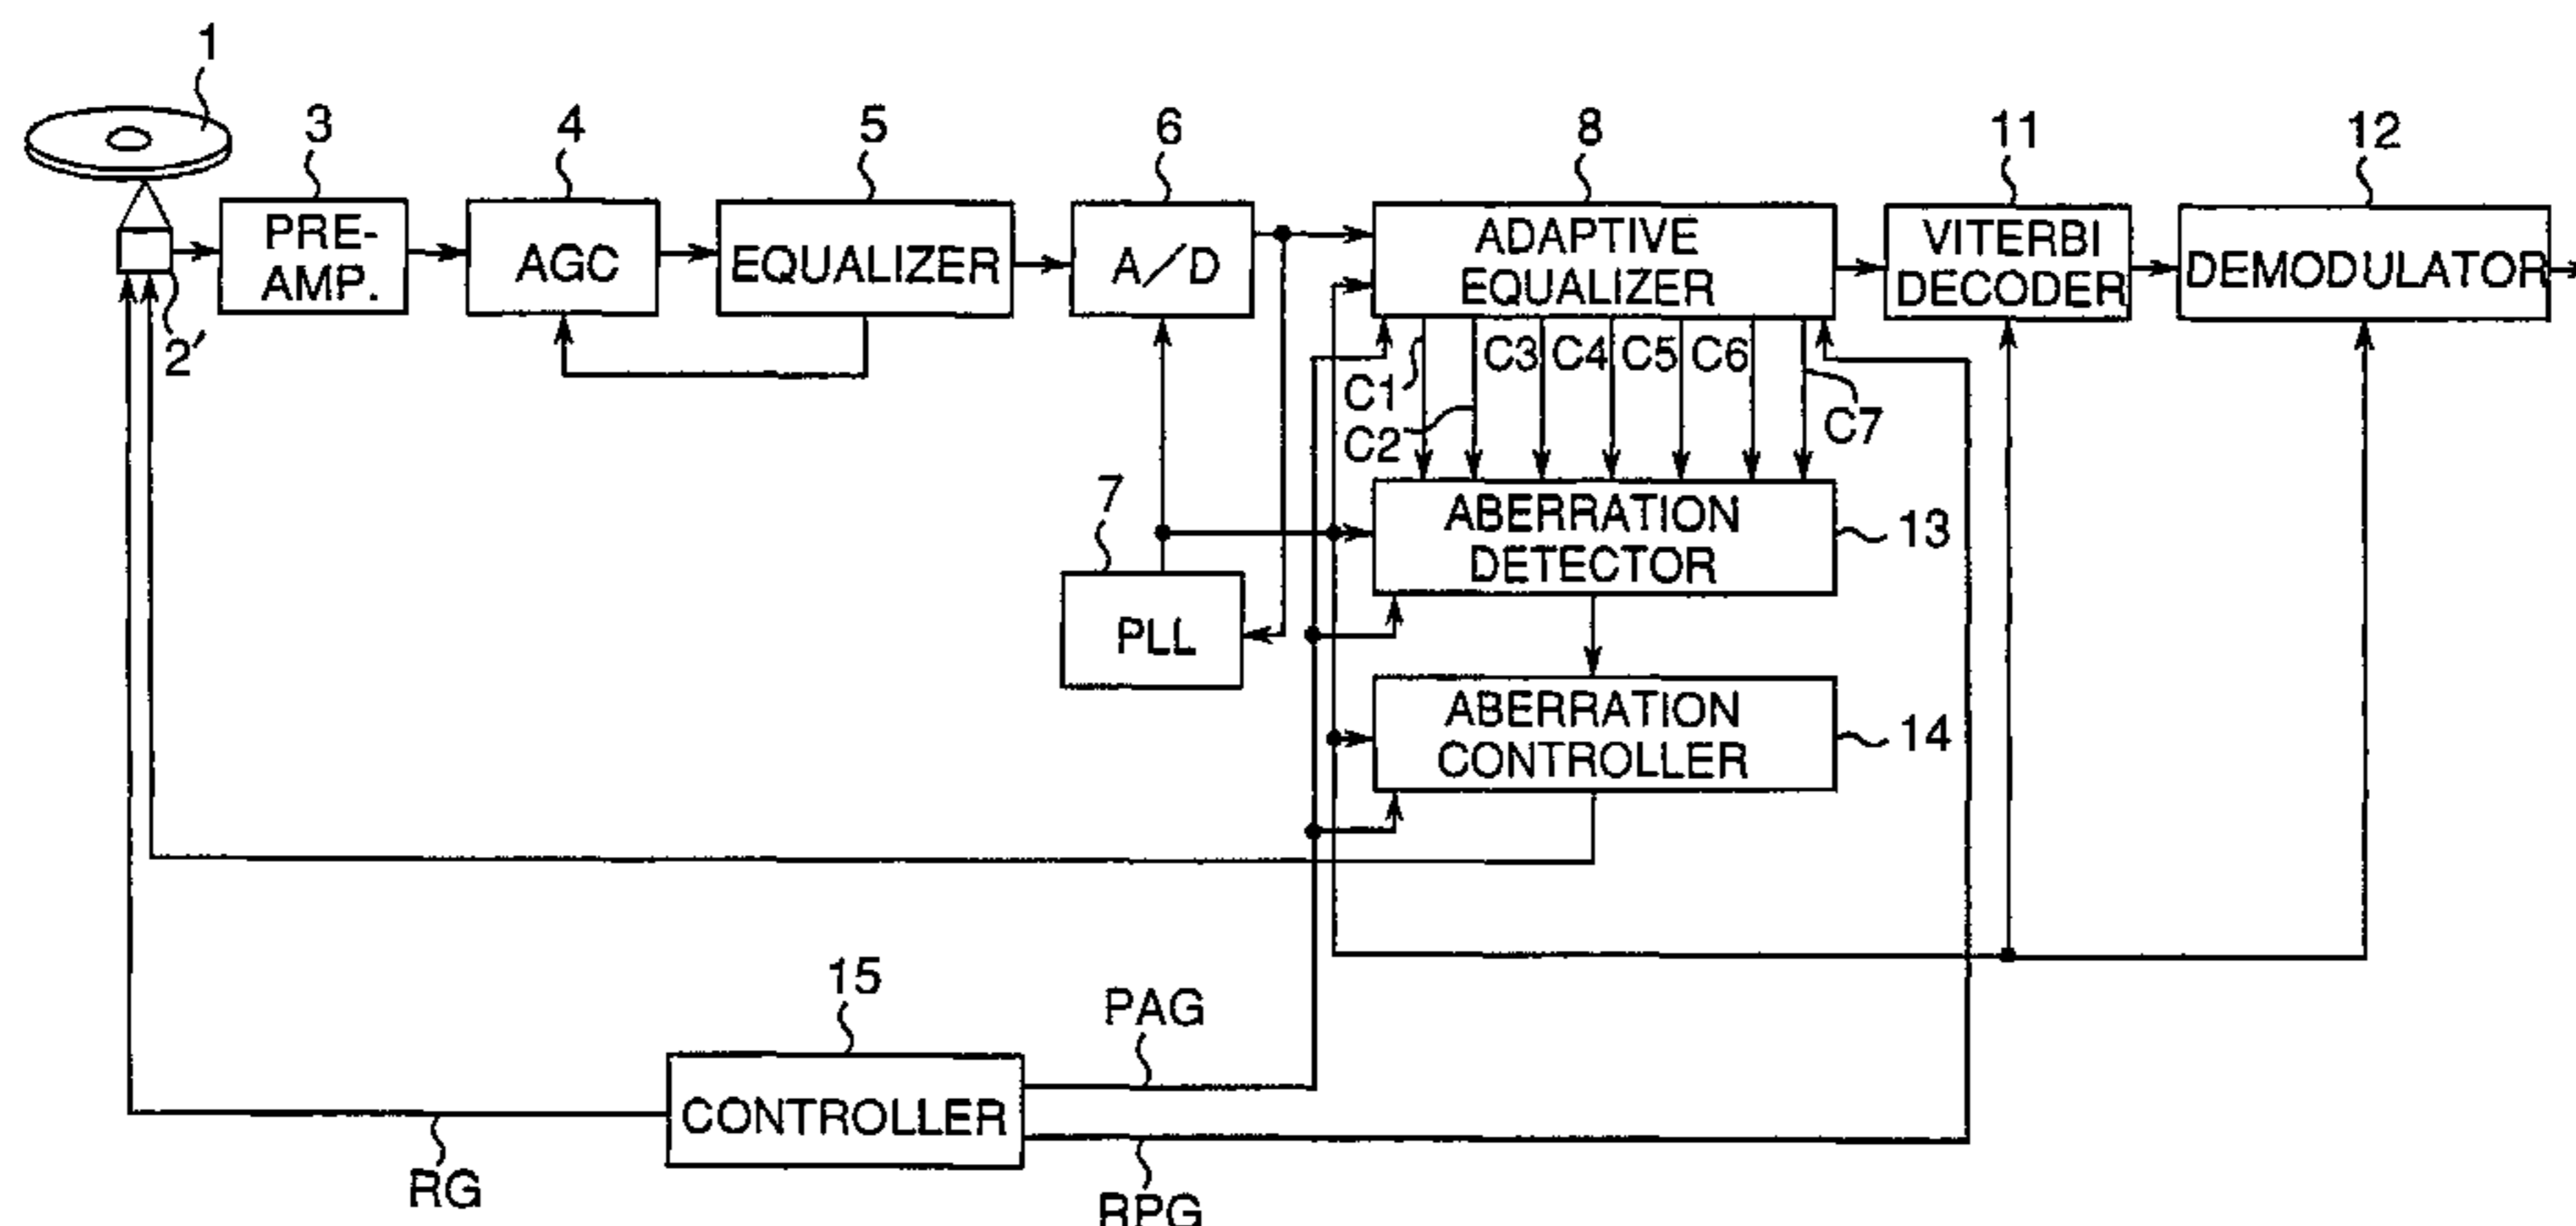 1
3
4
5
6
8
11
12
PRE-
AMP.
AGC
EQUALIZER
A/D
ADAPTIVE
EQUALIZER
VITERBI
DECODER
DEMODULATOR
2'
C1
C2
C3
C4
C5
C6
C7
7
PLL
ABERRATION
DETECTOR
13
ABERRATION
CONTROLLER
14
15
CONTROLLER
PAG
RG
RPG